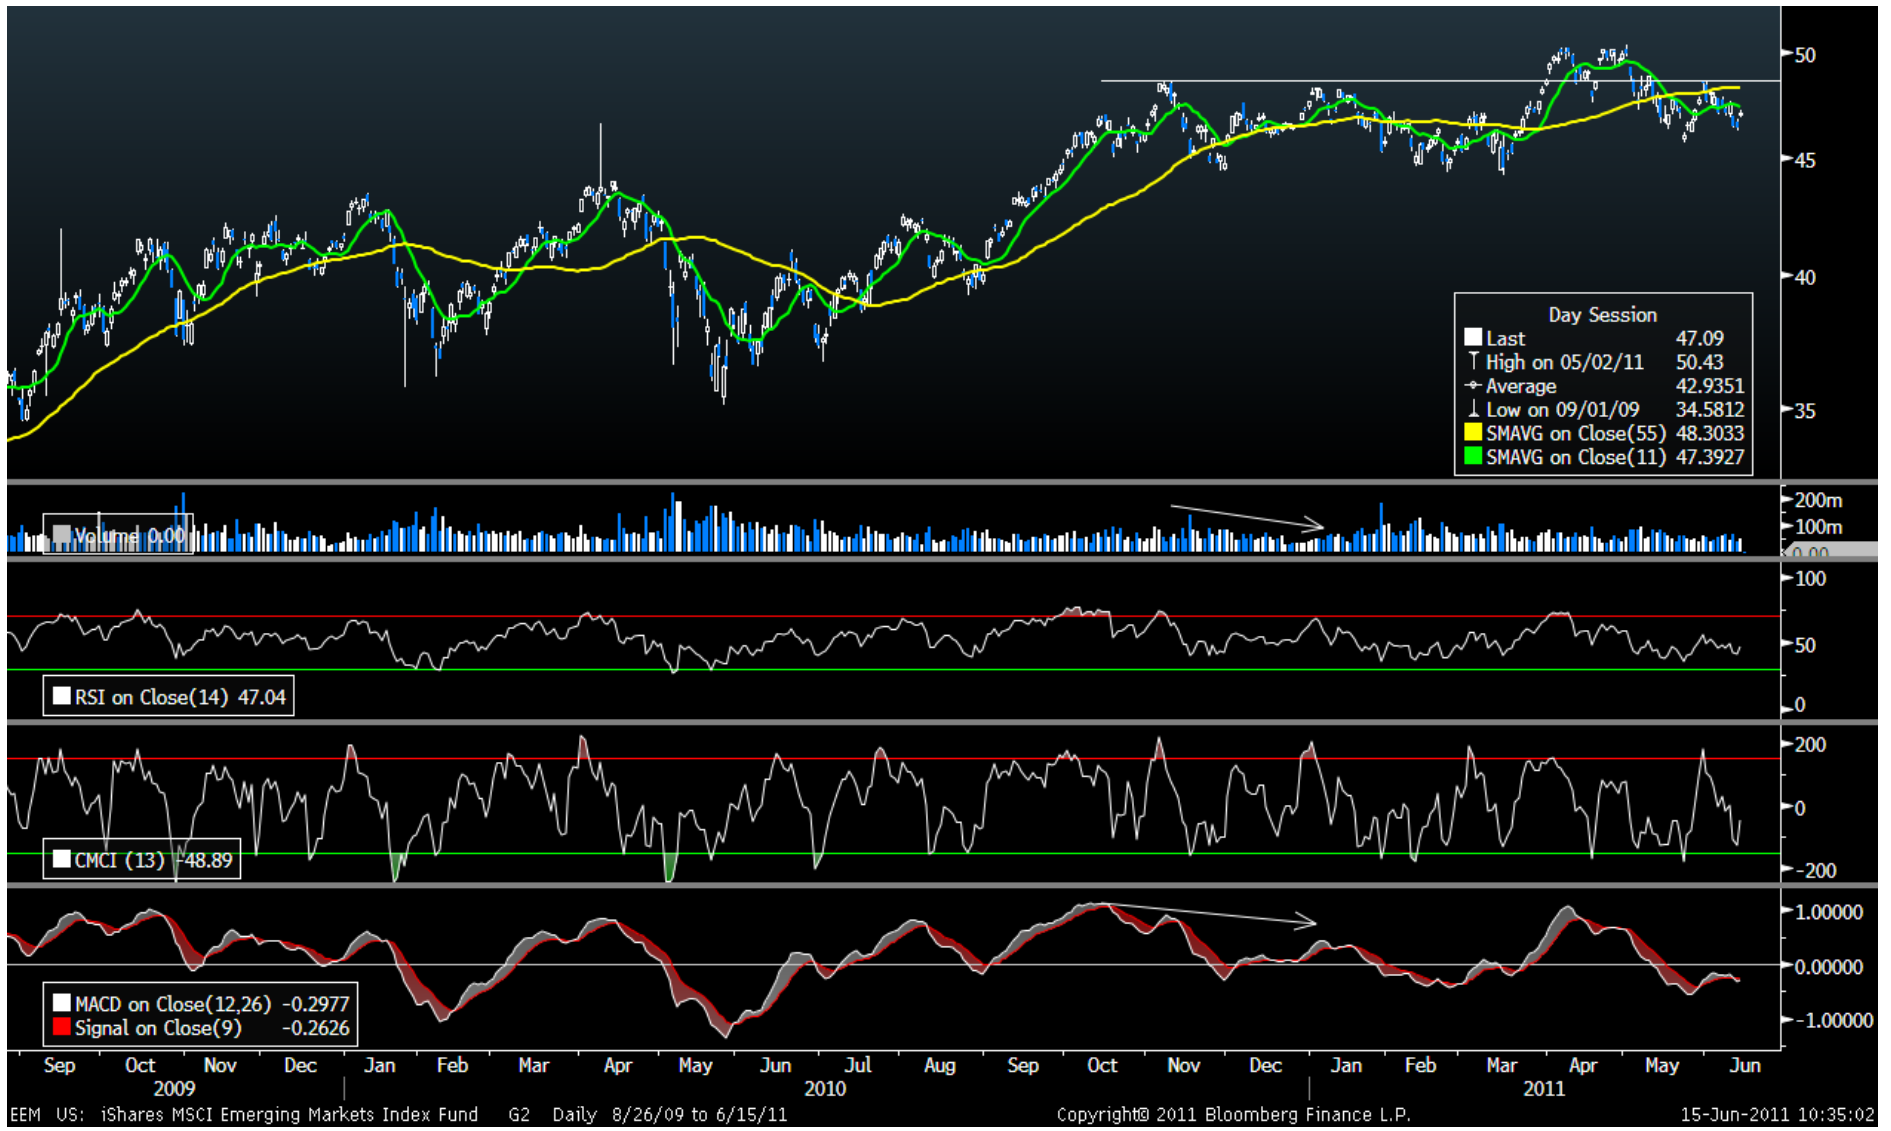 50
45
40
35
Day Session
Last 47.09
High on 05/02/11 50.43
Average 42.9351
Low on 09/01/09 34.5812
SMAVG on Close(55) 48.3033
SMAVG on Close(11) 47.3927
200m
100m
0.00
Volume 0.00
100
50
0
RSI on Close(14) 47.04
200
0
-200
CMCI (13) -48.89
1.00000
0.00000
-1.00000
MACD on Close(12,26) -0.2977
Signal on Close(9) -0.2626
Sep Oct Nov Dec Jan Feb Mar Apr May Jun Jul Aug Sep Oct Nov Dec Jan Feb Mar Apr May Jun
2009 2010 2011
EEM US: iShares MSCI Emerging Markets Index Fund G2 Daily 8/26/09 to 6/15/11 Copyright© 2011 Bloomberg Finance L.P. 15-Jun-2011 10:35:02